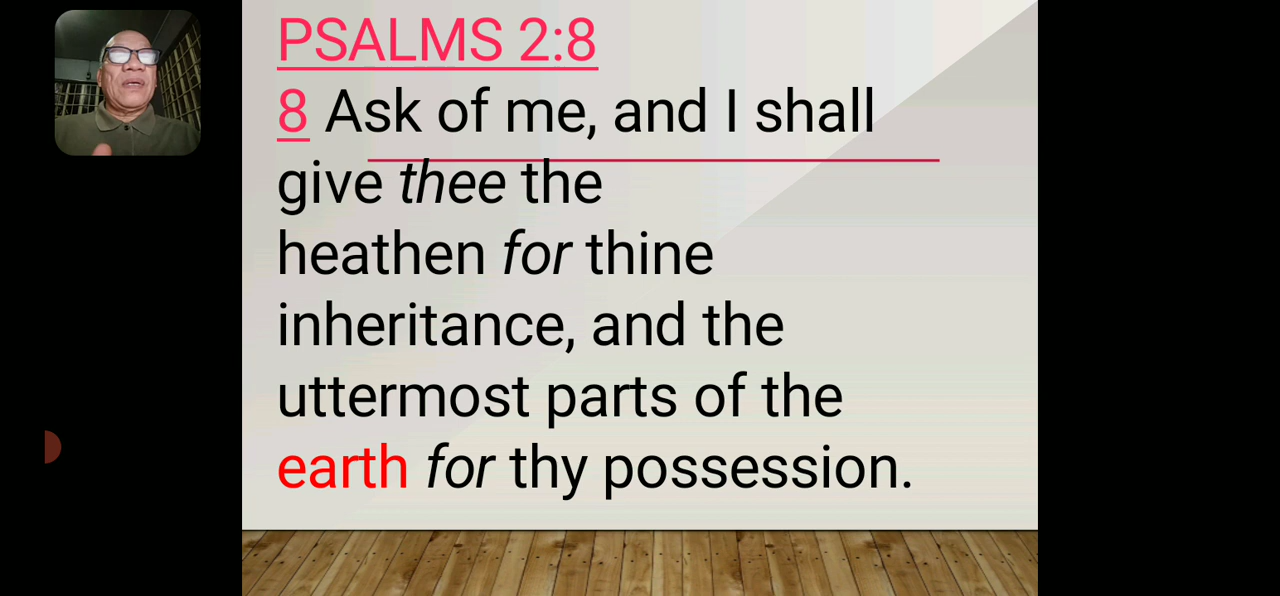 PSALMS 2:8
8 Ask of me, and I shall
give thee the
heathen for thine
inheritance, and the
uttermost parts of the
earth for thy possession.